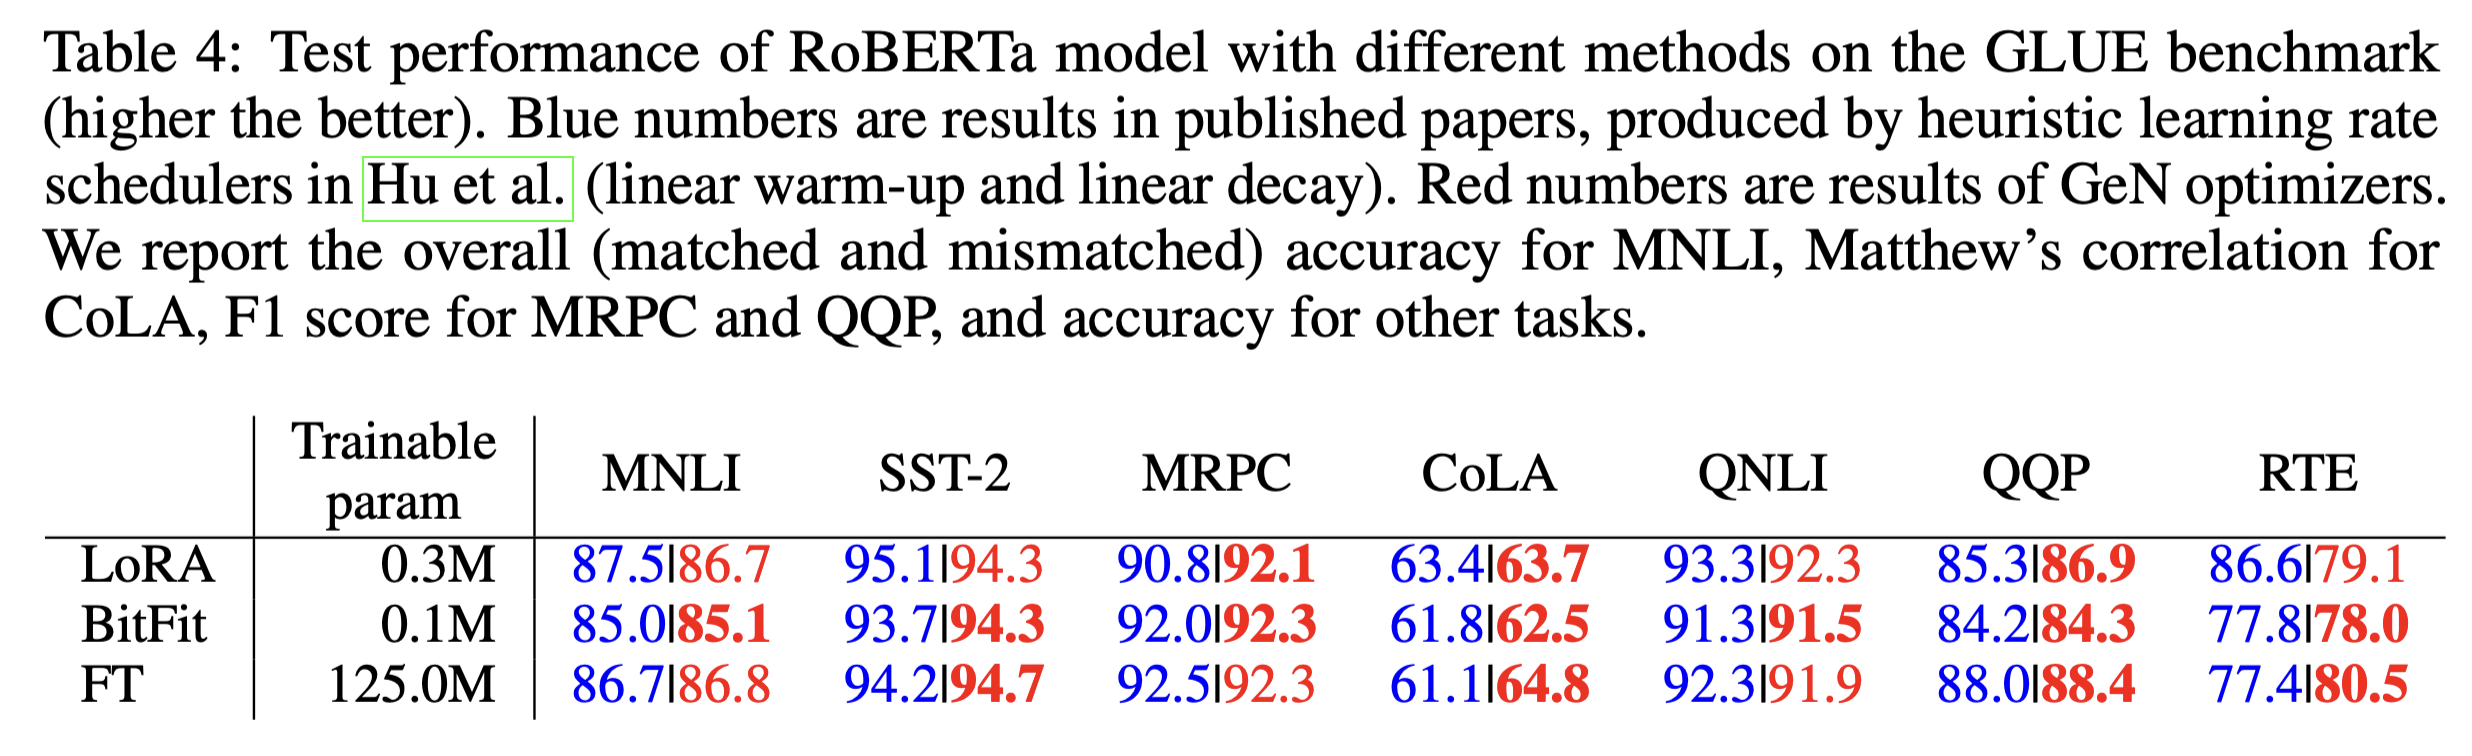 Table 4: Test performance of RoBERTa model with different methods on the GLUE benchmark
(higher the better). Blue numbers are results in published papers, produced by heuristic learning rate
schedulers in Hu et al. (linear warm-up and linear decay). Red numbers are results of GeN optimizers.
We report the overall (matched and mismatched) accuracy for MNLI, Matthew's correlation for
CoLA, F1 score for MRPC and QQP, and accuracy for other tasks.
Trainable
param MNLI SST-2 MRPC CoLA QNLI QQP RTE
LoRA 0.3M 87.5|86.7 95.1|94.3 90.8|92.1 63.4|63.7 93.3|92.3 85.3|86.9 86.6|79.1
BitFit 0.1M 85.0|85.1 93.7|94.3 92.0|92.3 61.8|62.5 91.3|91.5 84.2|84.3 77.8|78.0
FT 125.0M 86.7|86.8 94.2|94.7 92.5|92.3 61.1|64.8 92.3|91.9 88.0|88.4 77.4|80.5